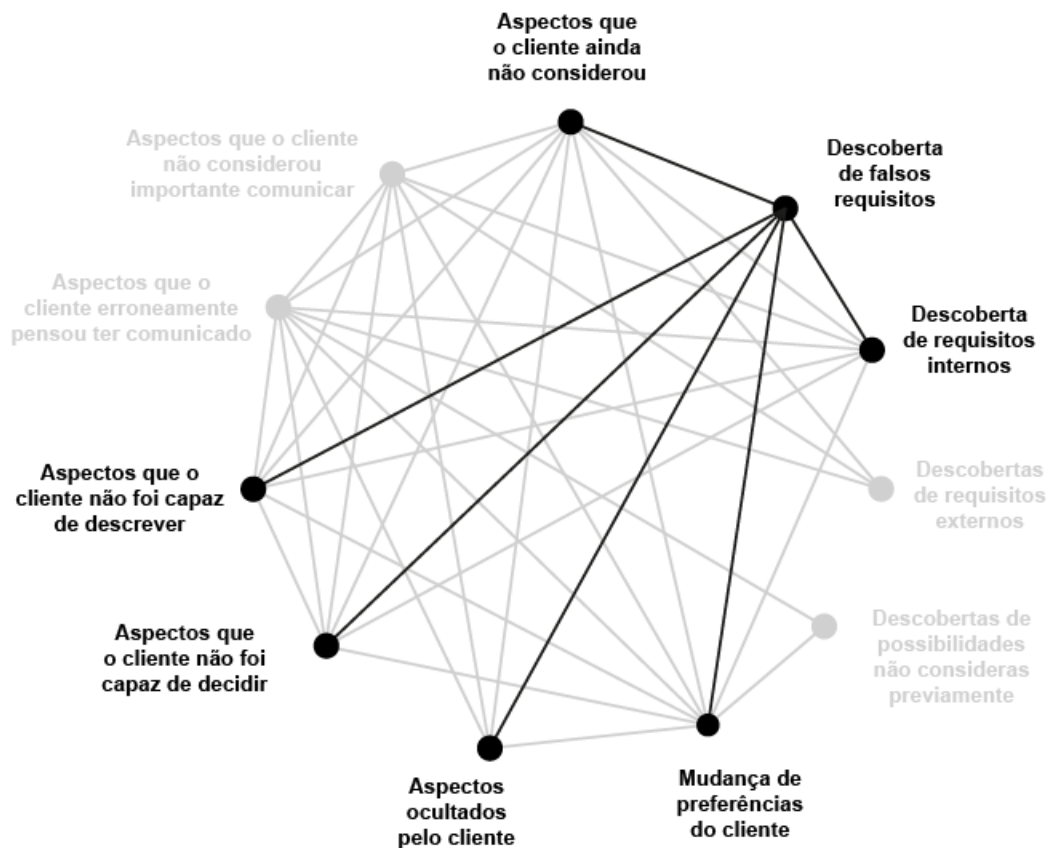 Aspectos que
o cliente ainda
não considerou
Descoberta
de falsos
requisitos
Descoberta
de requisitos
internos
Descobertas
de requisitos
externos
Descobertas de
possibilidades
não consideras
previamente
Mudança de
preferências
do cliente
Aspectos
ocultados
pelo cliente
Aspectos que
o cliente não foi
capaz de decidir
Aspectos que o
cliente não foi capaz
de descrever
Aspectos que o
cliente erroneamente
pensou ter comunicado
Aspectos que o cliente
não considerou
importante comunicar